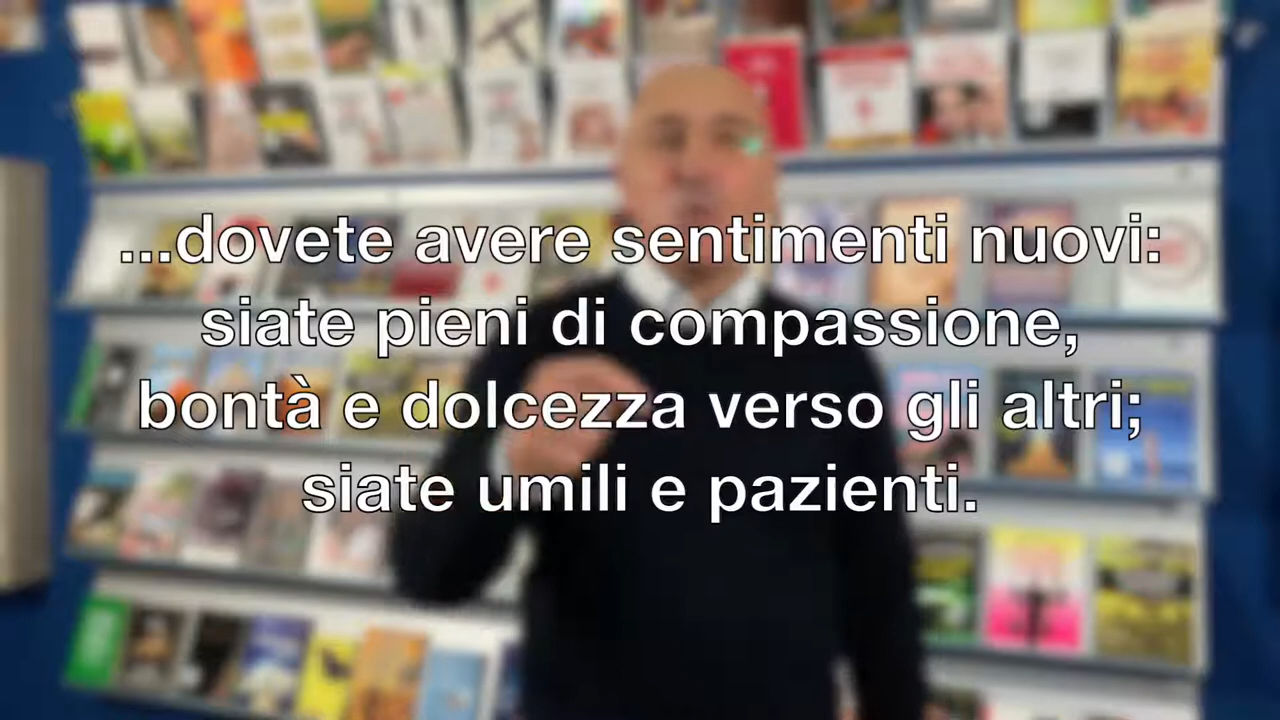 ...dovete avere sentimenti nuovi:
siate pieni di compassione,
bontà e dolcezza verso gli altri;
siate umili e pazienti.